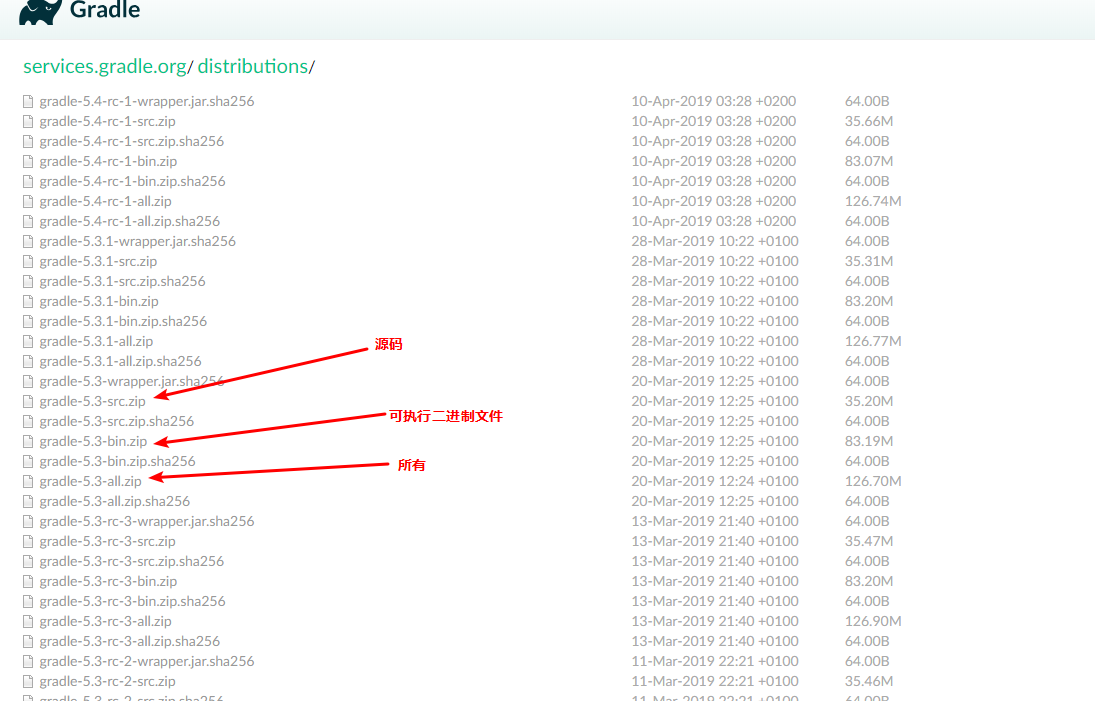 Gradle
services.gradle.org/ distributions/
gradle-5.4-rc-1-wrapper.jar.sha256 10-Apr-2019 03:28 +0200 64.00B
gradle-5.4-rc-1-src.zip 10-Apr-2019 03:28 +0200 35.66M
gradle-5.4-rc-1-src.zip.sha256 10-Apr-2019 03:28 +0200 64.00B
gradle-5.4-rc-1-bin.zip 10-Apr-2019 03:28 +0200 83.07M
gradle-5.4-rc-1-bin.zip.sha256 10-Apr-2019 03:28 +0200 64.00B
gradle-5.4-rc-1-all.zip 10-Apr-2019 03:28 +0200 126.74M
gradle-5.4-rc-1-all.zip.sha256 10-Apr-2019 03:28 +0200 64.00B
gradle-5.3.1-wrapper.jar.sha256 28-Mar-2019 10:22 +0100 64.00B
gradle-5.3.1-src.zip 28-Mar-2019 10:22 +0100 35.31M
gradle-5.3.1-src.zip.sha256 28-Mar-2019 10:22 +0100 64.00B
gradle-5.3.1-bin.zip 28-Mar-2019 10:22 +0100 83.20M
gradle-5.3.1-bin.zip.sha256 28-Mar-2019 10:22 +0100 64.00B
gradle-5.3.1-all.zip 28-Mar-2019 10:22 +0100 126.77M
源码
gradle-5.3.1-all.zip.sha256 28-Mar-2019 10:22 +0100 64.00B
gradle-5.3-wrapper.jar.sha256 20-Mar-2019 12:25 +0100 64.00B
gradle-5.3-src.zip 20-Mar-2019 12:25 +0100 35.20M
可执行二进制文件
gradle-5.3-src.zip.sha256 20-Mar-2019 12:25 +0100 64.00B
gradle-5.3-bin.zip 20-Mar-2019 12:25 +0100 83.19M
gradle-5.3-bin.zip.sha256 20-Mar-2019 12:25 +0100 64.00B
所有
gradle-5.3-all.zip 20-Mar-2019 12:24 +0100 126.70M
gradle-5.3-all.zip.sha256 20-Mar-2019 12:25 +0100 64.00B
gradle-5.3-rc-3-wrapper.jar.sha256 13-Mar-2019 21:40 +0100 64.00B
gradle-5.3-rc-3-src.zip 13-Mar-2019 21:40 +0100 35.47M
gradle-5.3-rc-3-src.zip.sha256 13-Mar-2019 21:40 +0100 64.00B
gradle-5.3-rc-3-bin.zip 13-Mar-2019 21:40 +0100 83.20M
gradle-5.3-rc-3-bin.zip.sha256 13-Mar-2019 21:40 +0100 64.00B
gradle-5.3-rc-3-all.zip 13-Mar-2019 21:40 +0100 126.90M
gradle-5.3-rc-3-all.zip.sha256 13-Mar-2019 21:40 +0100 64.00B
gradle-5.3-rc-2-wrapper.jar.sha256 11-Mar-2019 22:21 +0100 64.00B
gradle-5.3-rc-2-src.zip 11-Mar-2019 22:21 +0100 35.46M
gradle-5.3-rc-2-src.zip.sha256 11-Mar-2019 22:21 +0100 64.00B